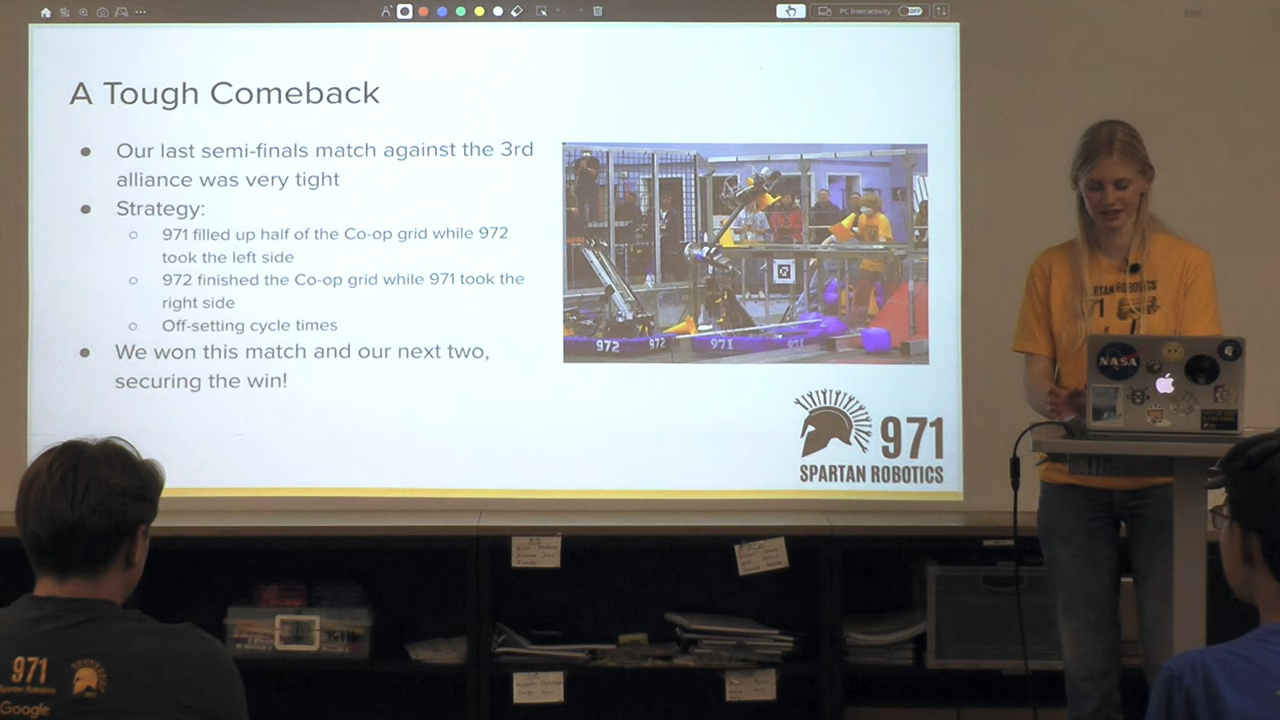 PC Interactivity
OFF
A Tough Comeback
Our last semi-finals match against the 3rd
alliance was very tight
Strategy:
971 filled up half of the Co-op grid while 972
took the left side
972 finished the Co-op grid while 971 took the
right side
Off-setting cycle times
We won this match and our next two,
securing the win!
972
972
971
971
971
SPARTAN ROBOTICS
SPARTAN ROBOTICS
NASA
971
Spartan Robotics
Google